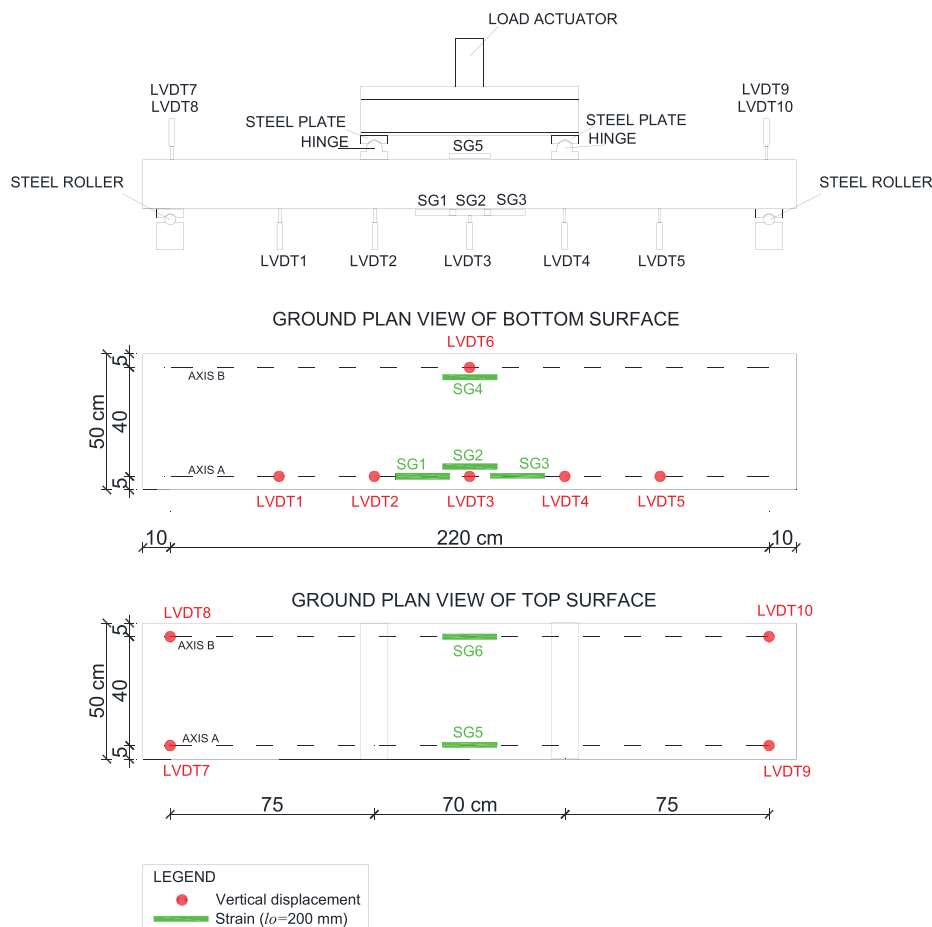 LOAD ACTUATOR
LVDT7
LVDT8
LVDT9
LVDT10
STEEL PLATE
HINGE
SG5
STEEL PLATE
HINGE
STEEL ROLLER
SG1
SG2
SG3
STEEL ROLLER
LVDT1
LVDT2
LVDT3
LVDT4
LVDT5
GROUND PLAN VIEW OF BOTTOM SURFACE
LVDT6
5
AXIS B
SG4
50 cm
40
SG2
AXIS A
SG1
SG3
5
LVDT1
LVDT2
LVDT3
LVDT4
LVDT5
10
220 cm
10
GROUND PLAN VIEW OF TOP SURFACE
LVDT8
LVDT10
5
AXIS B
SG6
50 cm
40
SG5
AXIS A
5
LVDT7
LVDT9
75
70 cm
75
LEGEND
Vertical displacement
Strain (lo=200 mm)